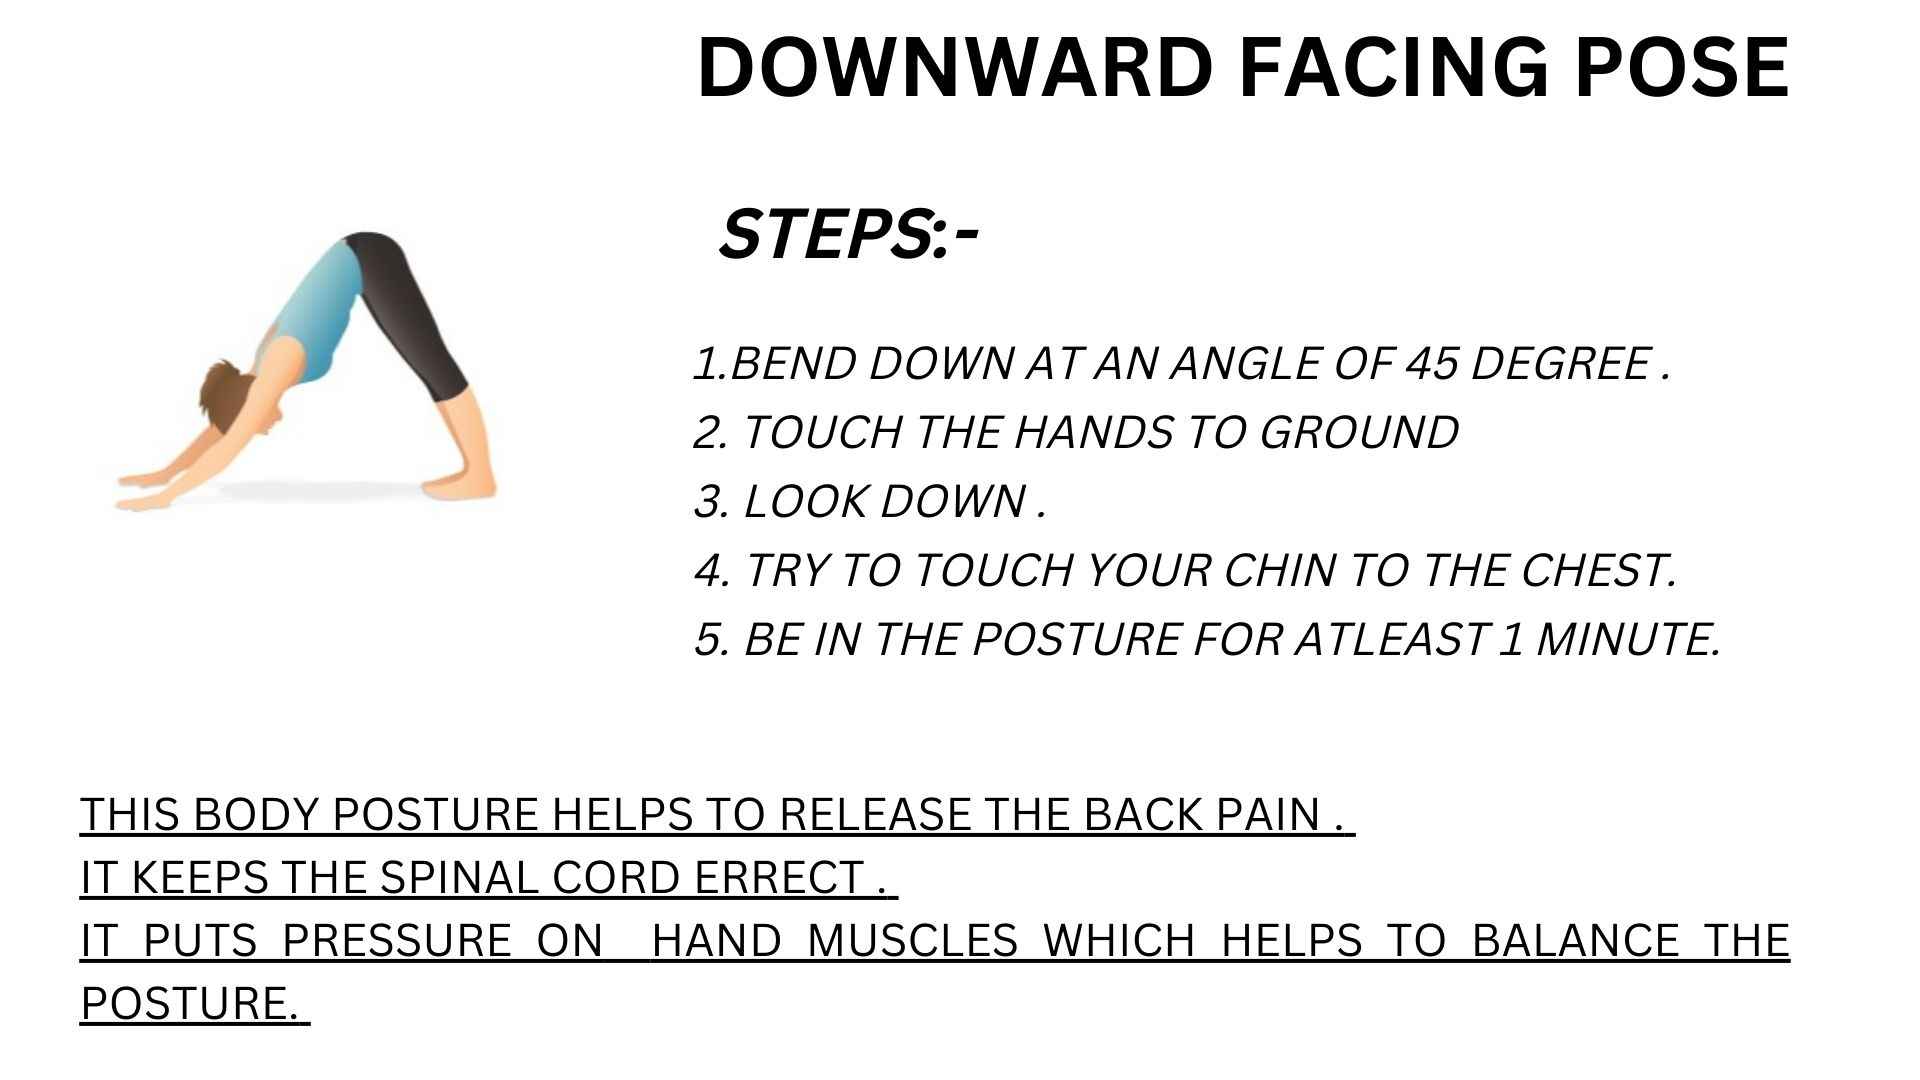 DOWNWARD FACING POSE
STEPS:-
1.BEND DOWN AT AN ANGLE OF 45 DEGREE .
2. TOUCH THE HANDS TO GROUND
3. LOOK DOWN .
4. TRY TO TOUCH YOUR CHIN TO THE CHEST.
5. BE IN THE POSTURE FOR ATLEAST 1 MINUTE.
THIS BODY POSTURE HELPS TO RELEASE THE BACK PAIN .
IT KEEPS THE SPINAL CORD ERRECT .
IT PUTS PRESSURE ON  HAND MUSCLES WHICH HELPS TO BALANCE THE
POSTURE.